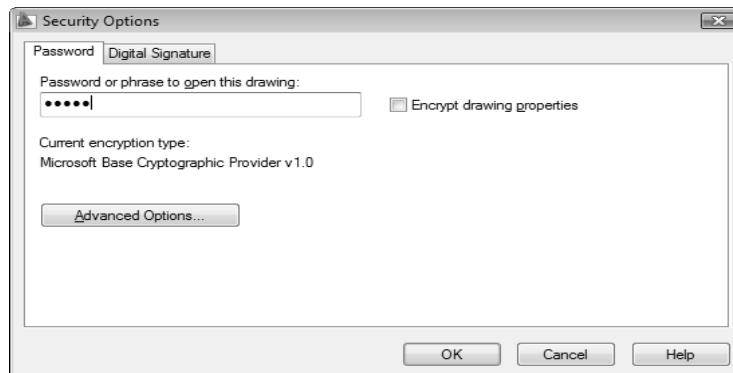 Security Options
Password Digital Signature
Password or phrase to open this drawing:
•••••
Encrypt drawing properties
Current encryption type:
Microsoft Base Cryptographic Provider v1.0
Advanced Options...
OK Cancel Help